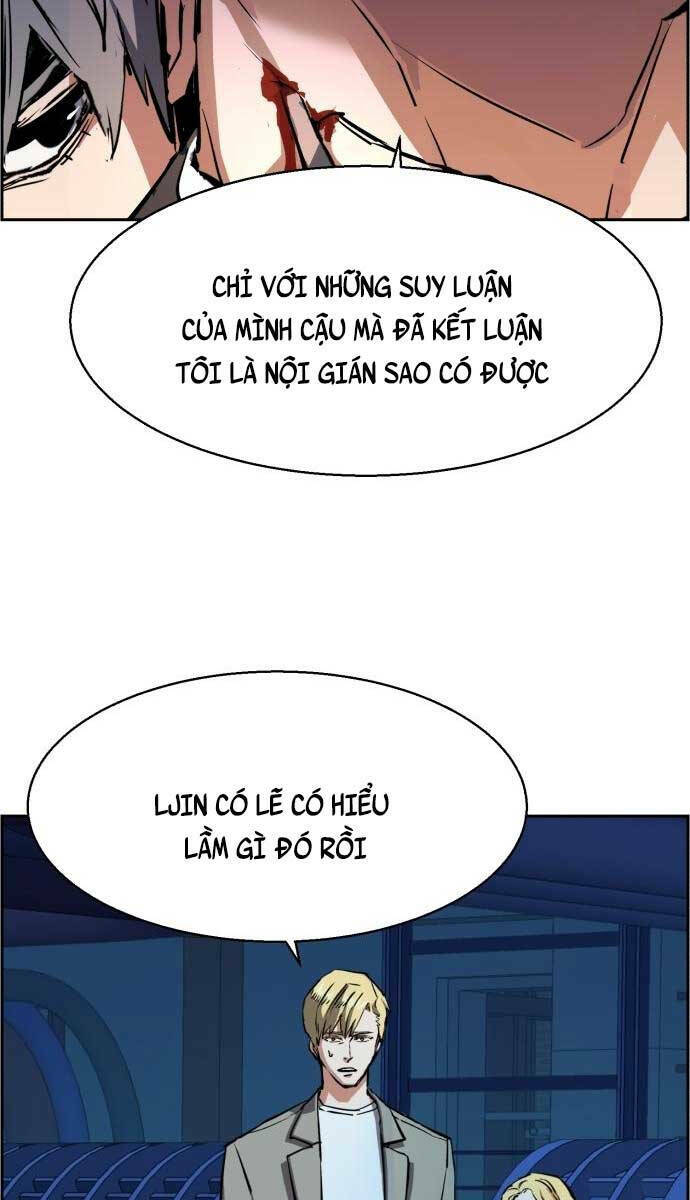 CHỈ VỚI NHỮNG SUY LUẬN
CỦA MÌNH CẬU MÀ ĐÃ KẾT LUẬN
TÔI LÀ NỘI GIÁN SAO CÓ ĐƯỢC
LJIN CÓ LẼ CÓ HIỂU
LẦM GÌ ĐÓ RỒI